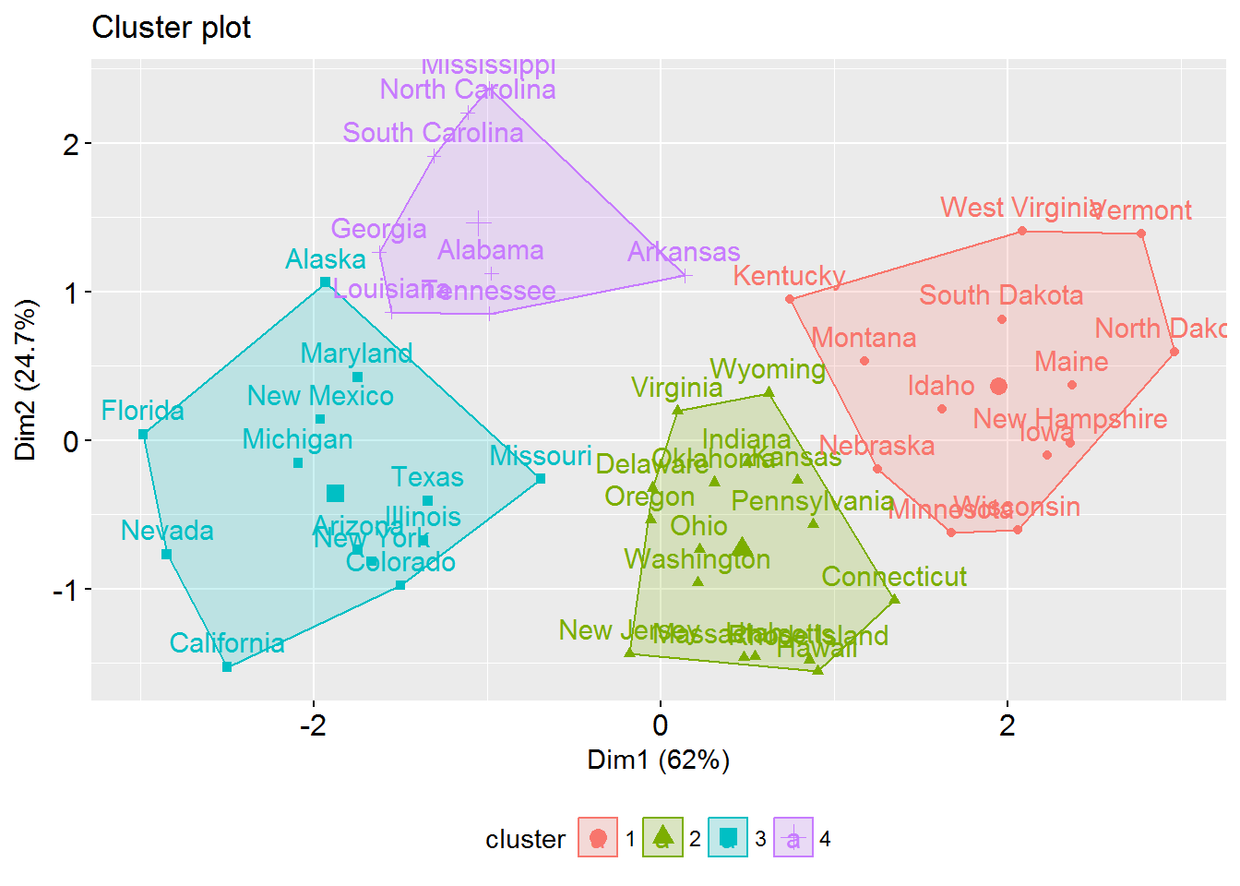 Cluster plot
Mississippi
North Carolina
South Carolina
West Virginia
Vermont
Georgia
Alabama
Arkansas
Alaska
Kentucky
Louisiana
Tennessee
South Dakota
North Dako
Montana
Maryland
Maine
Wyoming
Virginia
Idaho
New Mexico
Florida
New Hampshire
Iowa
Michigan
Indiana
Nebraska
Missouri
Delaware
Oklahoma
Kansas
Texas
Oregon
Pennsylvania
Minnesota
Wisconsin
Illinois
Arizona
Ohio
Nevada
New York
Washington
Colorado
Connecticut
California
New Jersey
Massachusetts
Utah
Rhode Island
Hawaii
2
1
0
-1
Dim2 (24.7%)
-2
0
2
Dim1 (62%)
cluster
a
1
a
2
a
3
a
4